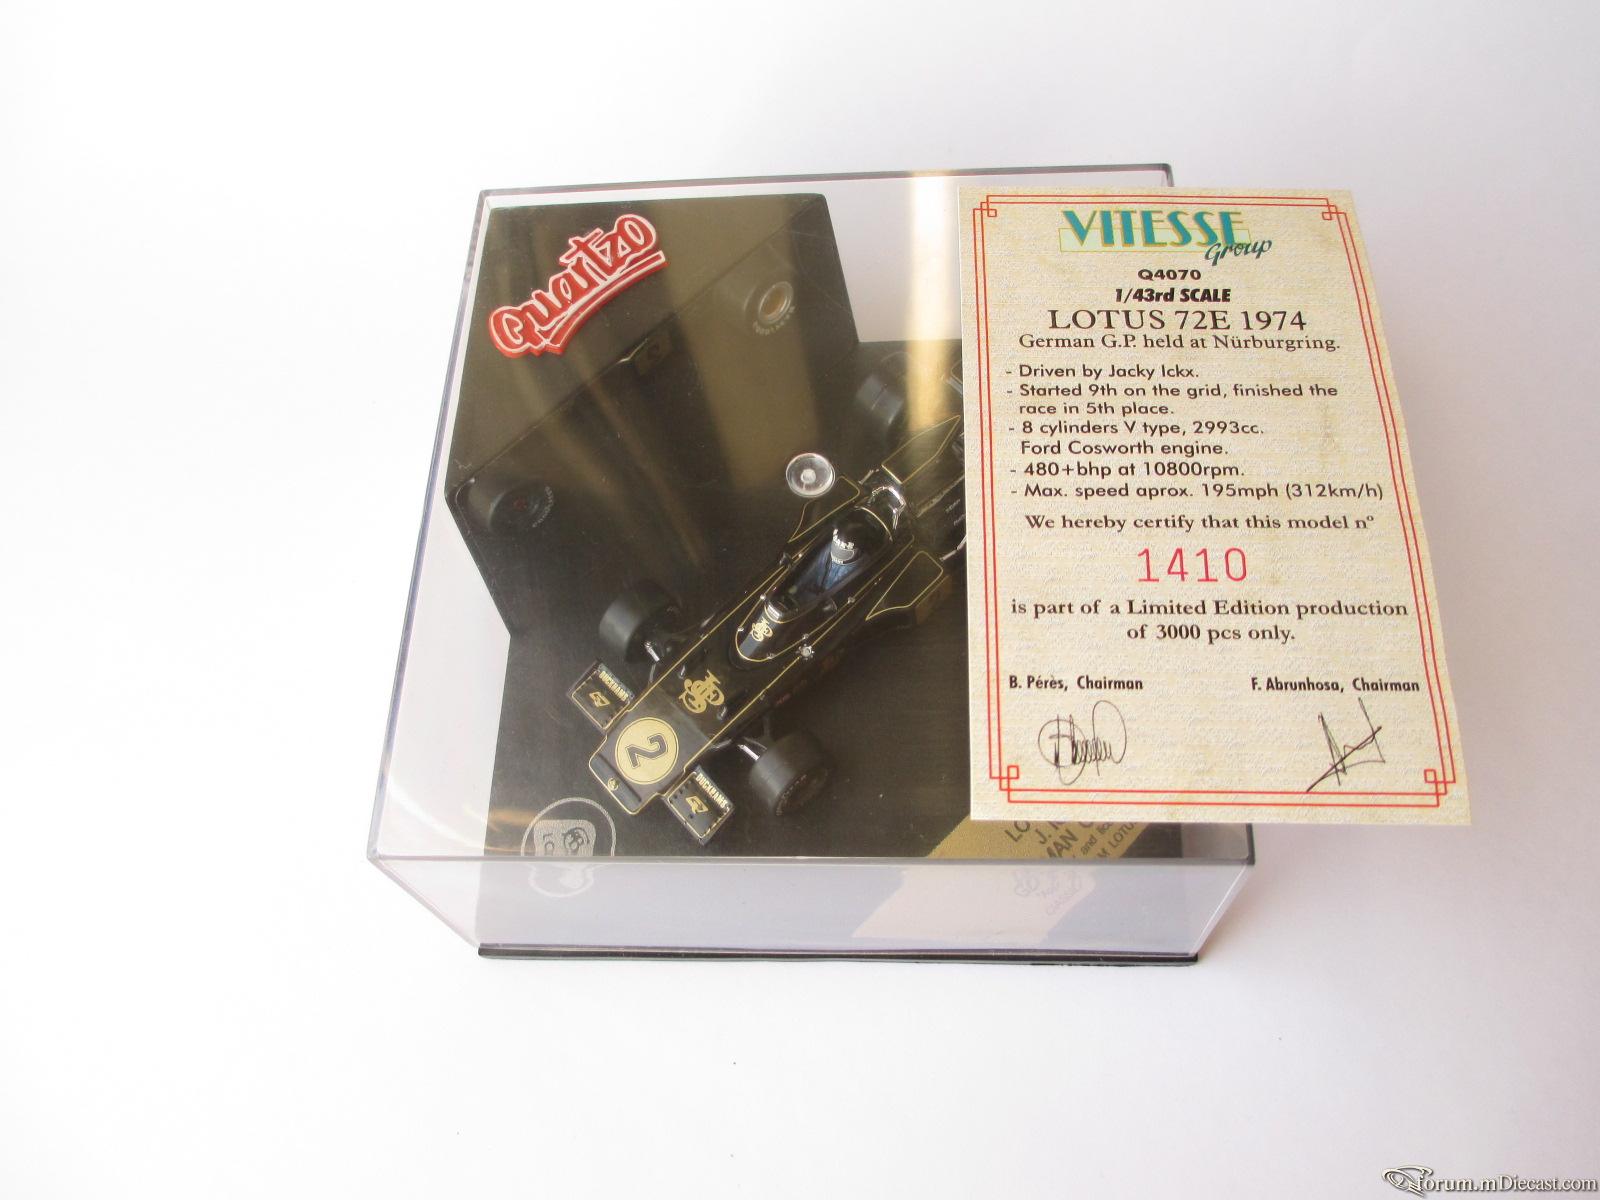 Quartzo
VITESSE
Group
Q4070
1/43rd SCALE
LOTUS 72E 1974
German G.P. held at Nürburgring.
- Driven by Jacky Ickx.
- Started 9th on the grid, finished the
race in 5th place.
- 8 cylinders V type, 2993cc.
Ford Cosworth engine.
- 480+bhp at 10800rpm.
- Max. speed aprox. 195mph (312km/h)
We hereby certify that this model nº
1410
is part of a Limited Edition production
of 3000 pcs only.
B. Pérès, Chairman
F. Abrunhosa, Chairman
DUCKHAMS
2
DUCKHAMS
forum.mDiecast.com